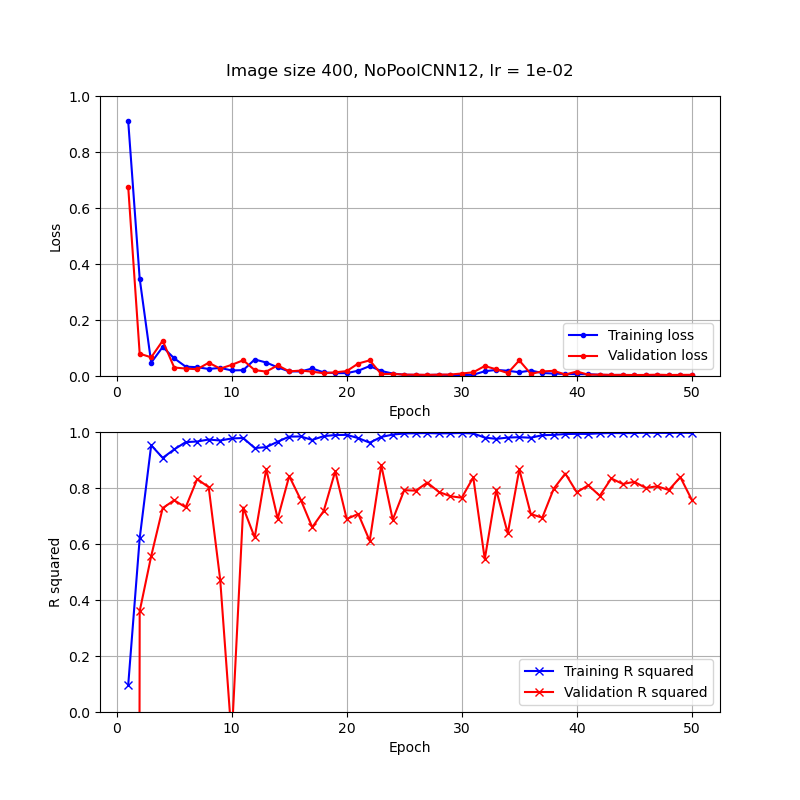 Image size 400, NoPoolCNN12, lr = 1e-02
1.0
0.8
0.6
0.4
0.2
0.0
Loss
0 10 20 30 40 50
Epoch
Training loss
Validation loss
1.0
0.8
0.6
0.4
0.2
0.0
R squared
0 10 20 30 40 50
Epoch
Training R squared
Validation R squared